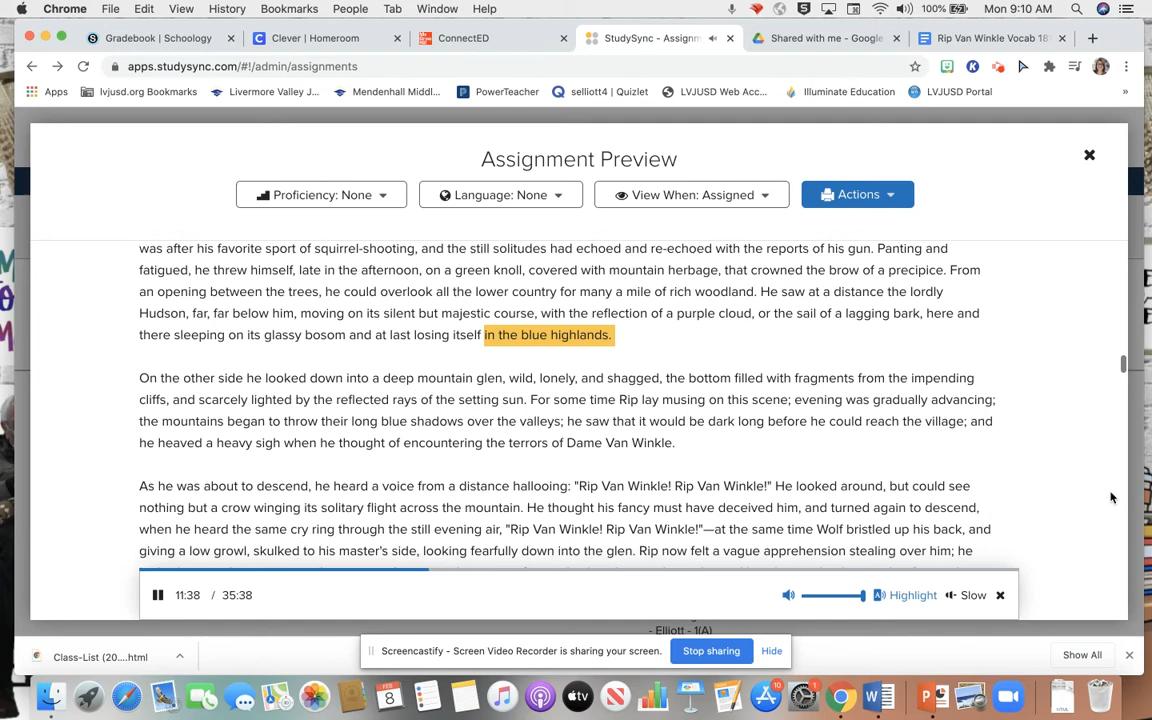 Chrome File Edit View History Bookmarks People Tab Window Help 100% Mon 9:10 AM
Gradebook | Schoology Clever | Homeroom ConnectED StudySync - Assignm Shared with me - Google Rip Van Winkle Vocab 18
apps.studysync.com/#!/admin/assignments
Apps lvjusd.org Bookmarks Livermore Valley J... Mendenhall Middl... PowerTeacher selliott4 | Quizlet LVJUSD Web Acc... Illuminate Education LVJUSD Portal »
Assignment Preview
Proficiency: None Language: None View When: Assigned Actions
was after his favorite sport of squirrel-shooting, and the still solitudes had echoed and re-echoed with the reports of his gun. Panting and
fatigued, he threw himself, late in the afternoon, on a green knoll, covered with mountain herbage, that crowned the brow of a precipice. From
an opening between the trees, he could overlook all the lower country for many a mile of rich woodland. He saw at a distance the lordly
Hudson, far, far below him, moving on its silent but majestic course, with the reflection of a purple cloud, or the sail of a lagging bark, here and
there sleeping on its glassy bosom and at last losing itself in the blue highlands.
On the other side he looked down into a deep mountain glen, wild, lonely, and shagged, the bottom filled with fragments from the impending
cliffs, and scarcely lighted by the reflected rays of the setting sun. For some time Rip lay musing on this scene; evening was gradually advancing;
the mountains began to throw their long blue shadows over the valleys; he saw that it would be dark long before he could reach the village; and
he heaved a heavy sigh when he thought of encountering the terrors of Dame Van Winkle.
As he was about to descend, he heard a voice from a distance hallooing: "Rip Van Winkle! Rip Van Winkle!" He looked around, but could see
nothing but a crow winging its solitary flight across the mountain. He thought his fancy must have deceived him, and turned again to descend,
when he heard the same cry ring through the still evening air, "Rip Van Winkle! Rip Van Winkle!"—at the same time Wolf bristled up his back, and
giving a low growl, skulked to his master's side, looking fearfully down into the glen. Rip now felt a vague apprehension stealing over him; he
11:38 / 35:38 Highlight Slow
- Elliott - 1(A)
Screencastify - Screen Video Recorder is sharing your screen. Stop sharing Hide
Class-List (20....html Show All